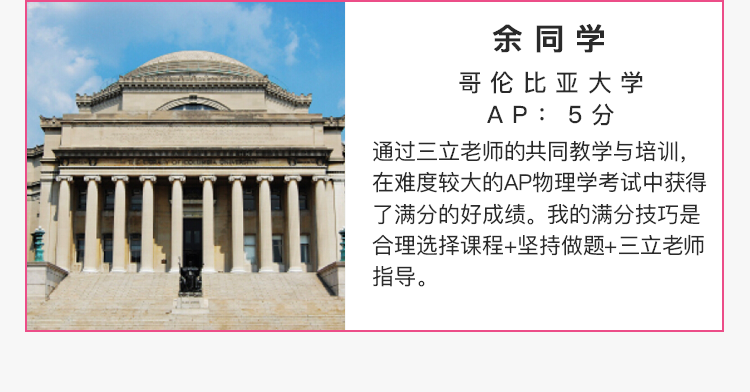 余同学
哥伦比亚大学
AP：5分
通过三立老师的共同教学与培训，
在难度较大的AP物理学考试中获得
了满分的好成绩。我的满分技巧是
合理选择课程+坚持做题+三立老师
指导。